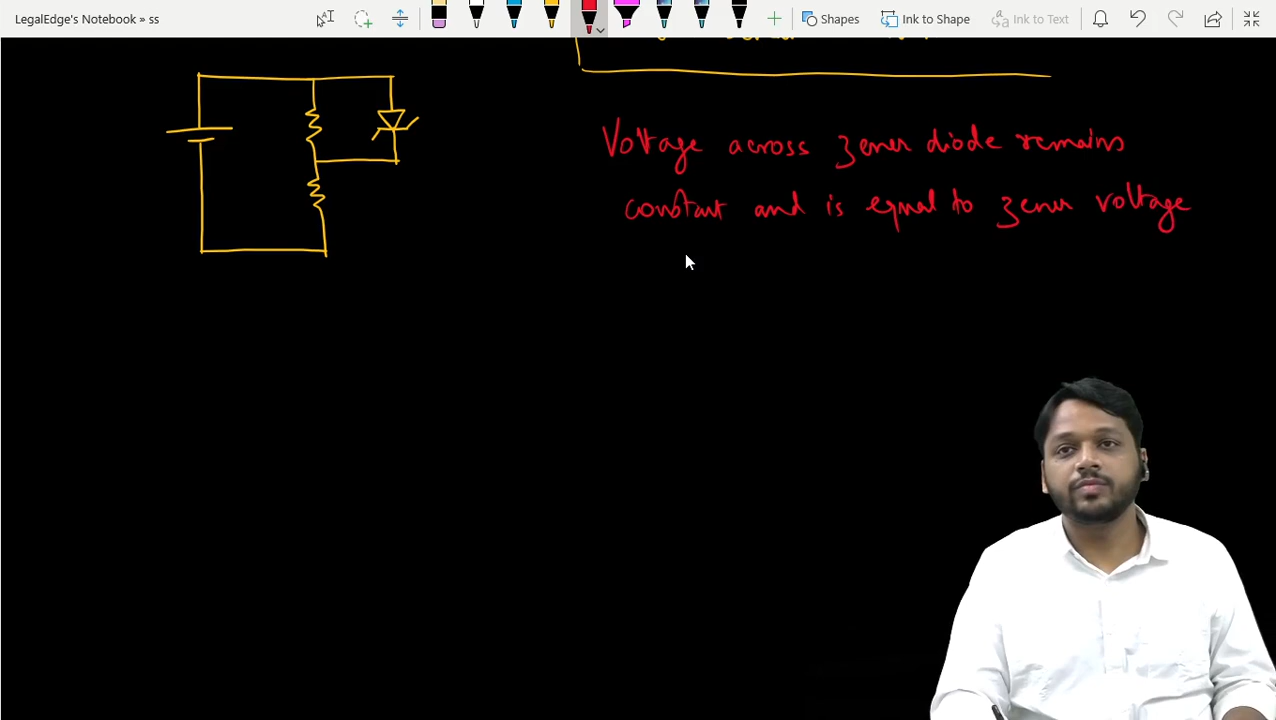 LegalEdge's Notebook » ss
Shapes
Ink to Shape
Ink to Text
Voltage across zener diode remains
constant and is equal to zener voltage